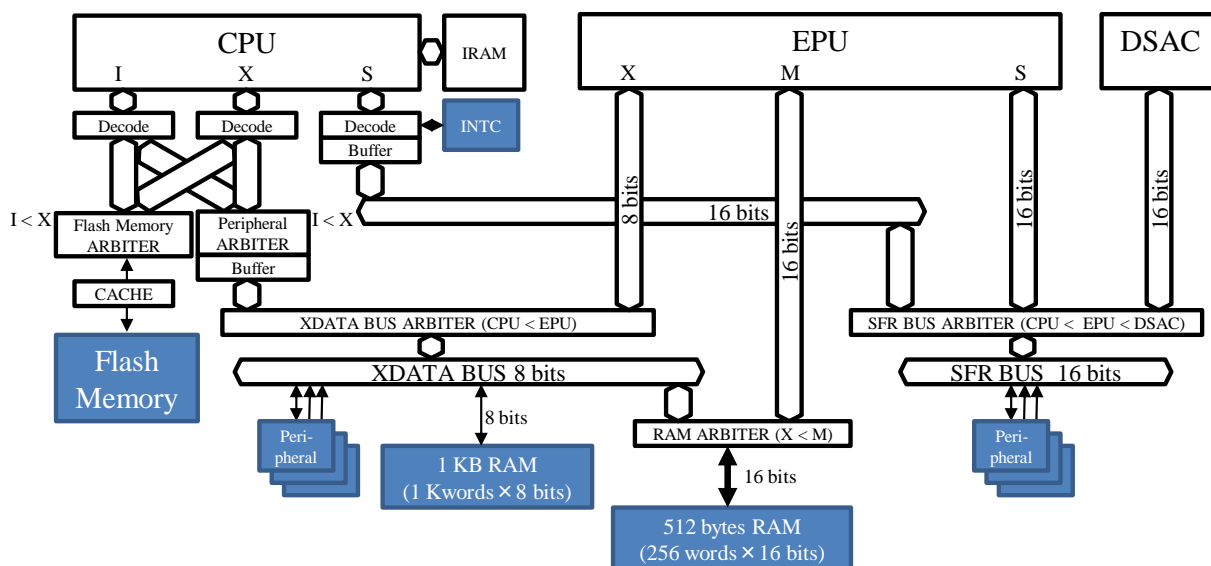 CPU
I X S
IRAM
EPU
X M S
DSAC
Decode
Decode
Decode
Buffer
INTC
I < X
Flash Memory
ARBITER
Peripheral
ARBITER
Buffer
I < X
16 bits
8 bits
16 bits
16 bits
16 bits
CACHE
Flash
Memory
XDATA BUS ARBITER (CPU < EPU)
SFR BUS ARBITER (CPU < EPU < DSAC)
XDATA BUS 8 bits
SFR BUS 16 bits
Peri-
pheral
8 bits
1 KB RAM
(1 Kwords × 8 bits)
RAM ARBITER (X < M)
16 bits
512 bytes RAM
(256 words × 16 bits)
Peri-
pheral